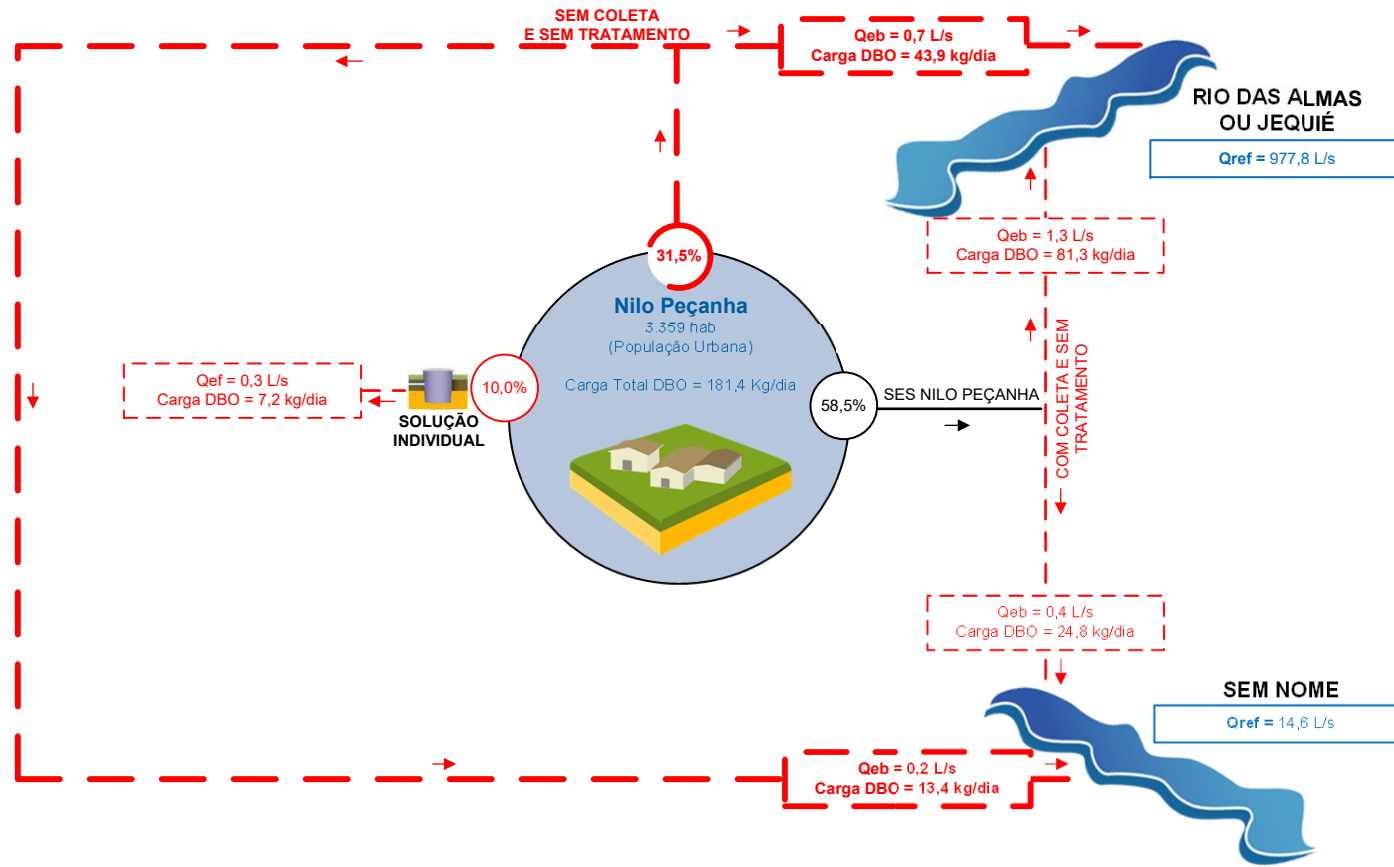 SEM COLETA
E SEM TRATAMENTO
Qeb = 0,7 L/s
Carga DBO = 43,9 kg/dia
RIO DAS ALMAS
OU JEQUIÉ
Qref = 977,8 L/s
Qeb = 1,3 L/s
Carga DBO = 81,3 kg/dia
31,5%
Nilo Peçanha
3.359 hab
(População Urbana)
Carga Total DBO = 181,4 Kg/dia
Qef = 0,3 L/s
Carga DBO = 7,2 kg/dia
10,0%
SOLUÇÃO
INDIVIDUAL
58,5%
SES NILO PEÇANHA
COM COLETA E SEM
TRATAMENTO
Qeb = 0,4 L/s
Carga DBO = 24,8 kg/dia
SEM NOME
Qref = 14,6 L/s
Qeb = 0,2 L/s
Carga DBO = 13,4 kg/dia